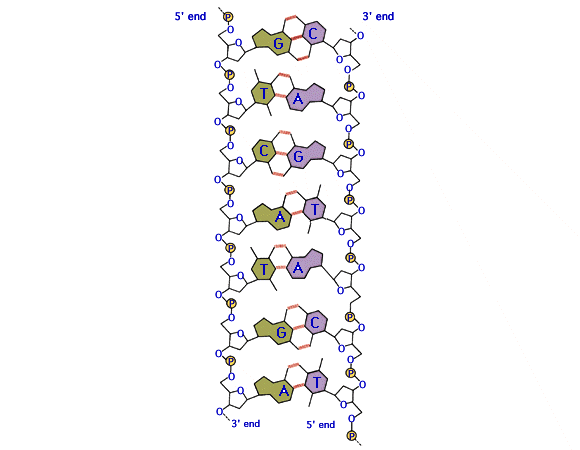 5' end P 3' end
O O
O G C O
P O P
O T A O
O P O P
O C G O
O P O P
O A T O
O P O P
O T A O
O P O P
O G C O
O P O P
O A T O
O 3' end 5' end O
P